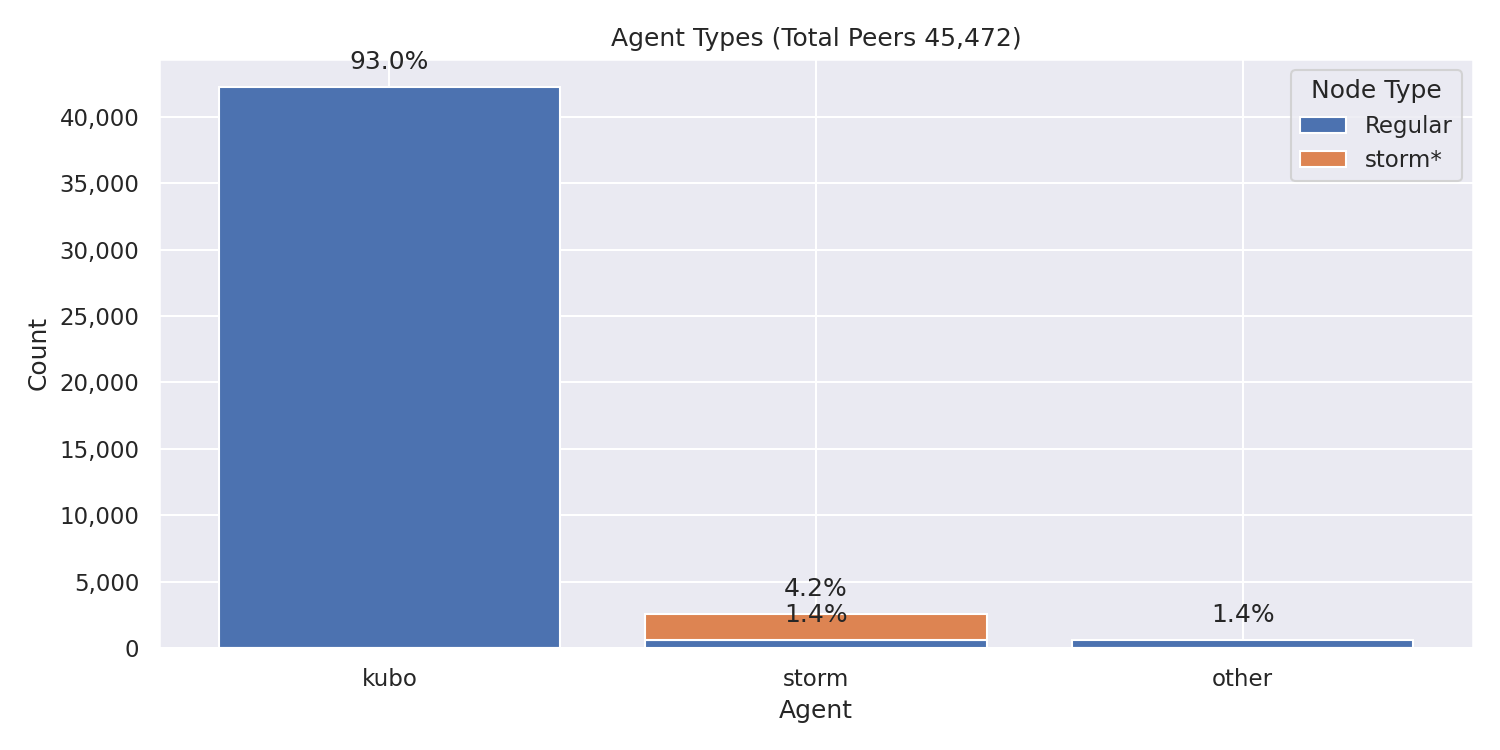 Agent Types (Total Peers 45,472)
93.0%
Node Type
Regular
storm*
40,000
35,000
30,000
25,000
20,000
15,000
10,000
5,000
0
Count
4.2%
1.4%
1.4%
kubo
storm
other
Agent